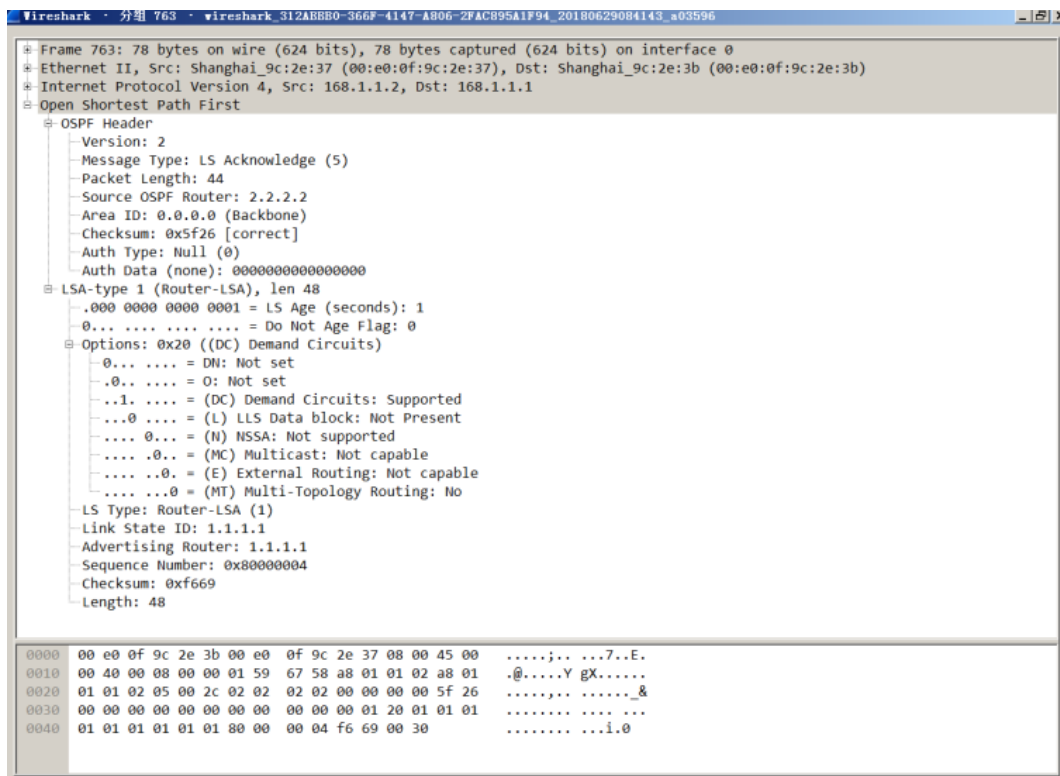 Wireshark · 分组 763 · wireshark_312ABBB0-366F-4147-A806-2FAC895A1F94_20180629084143_a03596
Frame 763: 78 bytes on wire (624 bits), 78 bytes captured (624 bits) on interface 0
Ethernet II, Src: Shanghai_9c:2e:37 (00:e0:0f:9c:2e:37), Dst: Shanghai_9c:2e:3b (00:e0:0f:9c:2e:3b)
Internet Protocol Version 4, Src: 168.1.1.2, Dst: 168.1.1.1
Open Shortest Path First
OSPF Header
Version: 2
Message Type: LS Acknowledge (5)
Packet Length: 44
Source OSPF Router: 2.2.2.2
Area ID: 0.0.0.0 (Backbone)
Checksum: 0x5f26 [correct]
Auth Type: Null (0)
Auth Data (none): 0000000000000000
LSA-type 1 (Router-LSA), len 48
.000 0000 0000 0001 = LS Age (seconds): 1
0... .... .... .... = Do Not Age Flag: 0
Options: 0x20 ((DC) Demand Circuits)
0... .... = DN: Not set
.0.. .... = O: Not set
..1. .... = (DC) Demand Circuits: Supported
...0 .... = (L) LLS Data block: Not Present
.... 0... = (N) NSSA: Not supported
.... .0.. = (MC) Multicast: Not capable
.... ..0. = (E) External Routing: Not capable
.... ...0 = (MT) Multi-Topology Routing: No
LS Type: Router-LSA (1)
Link State ID: 1.1.1.1
Advertising Router: 1.1.1.1
Sequence Number: 0x80000004
Checksum: 0xf669
Length: 48
0000 00 e0 0f 9c 2e 3b 00 e0 0f 9c 2e 37 08 00 45 00 .....;.. ...7..E.
0010 00 40 00 08 00 00 01 59 67 58 a8 01 01 02 a8 01 .@.....Y gX......
0020 01 01 02 05 00 2c 02 02 02 02 00 00 00 00 5f 26 .....,.. ......_&
0030 00 00 00 00 00 00 00 00 00 00 00 01 20 01 01 01 ........ .... ...
0040 01 01 01 01 01 01 80 00 00 04 f6 69 00 30 ........ ...i.0